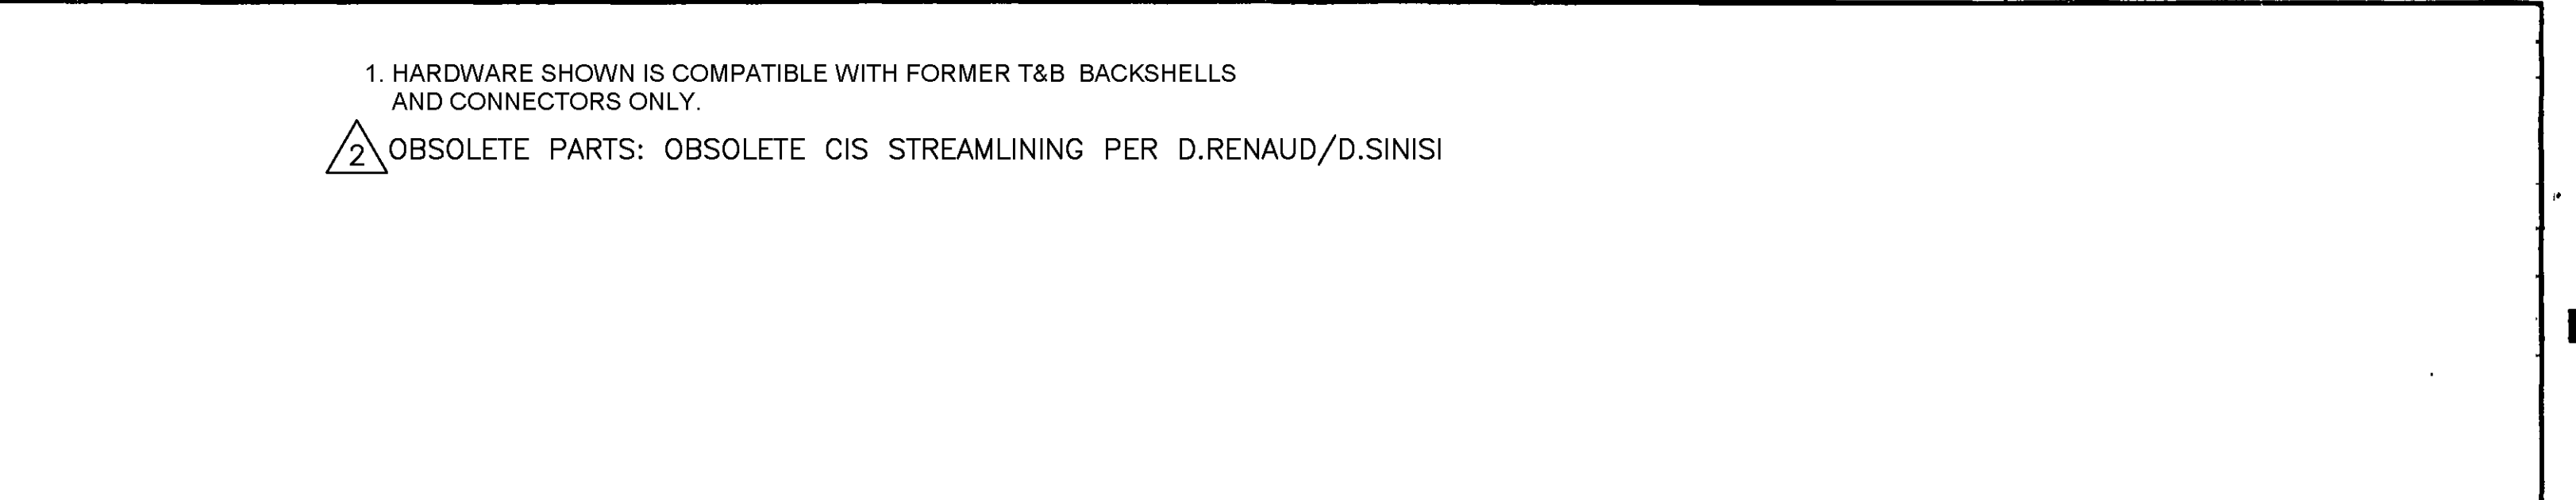 1. HARDWARE SHOWN IS COMPATIBLE WITH FORMER T&B BACKSHELLS
AND CONNECTORS ONLY.
2 OBSOLETE PARTS: OBSOLETE CIS STREAMLINING PER D.RENAUD/D.SINISI